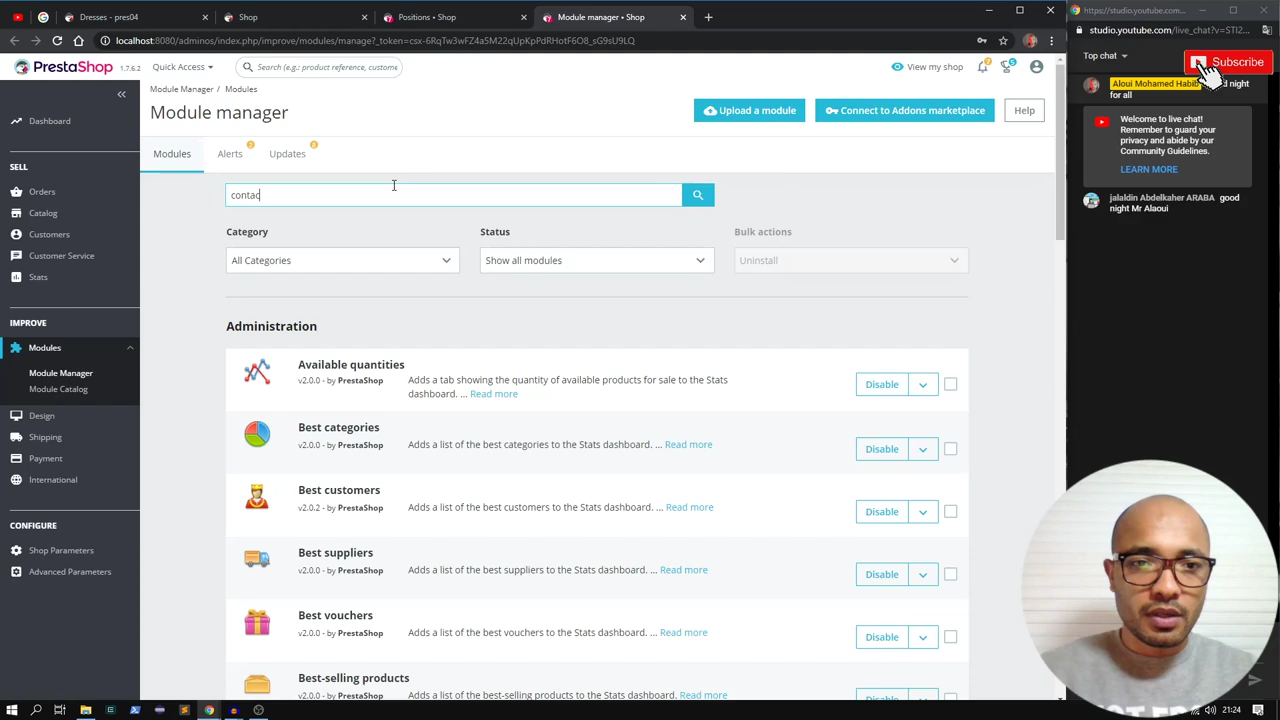 Dresses - pres04
Shop
Positions • Shop
Module manager • Shop
https://studio.youtube.com/live_chat?v=STI2...
localhost:8080/adminos/index.php/improve/modules/manage?_token=csx-6RqTw3wFZ4a5M22qUpKpPdRHotF6O8_sG9sU9LQ
studio.youtube.com/live_chat?v=STI2...
PrestaShop
1.7.6.2
Quick Access
Search (e.g.: product reference, custome
View my shop
7
5
Top chat
Subscribe
Module Manager / Modules
Module manager
Upload a module
Connect to Addons marketplace
Help
Aloui Mohamed Habib
night
for all
Welcome to live chat!
Remember to guard your
privacy and abide by our
Community Guidelines.
LEARN MORE
jalaldin Abdelkaher ARABA good
night Mr Alaoui
Dashboard
SELL
Orders
Catalog
Customers
Customer Service
Stats
IMPROVE
Modules
Module Manager
Module Catalog
Design
Shipping
Payment
International
CONFIGURE
Shop Parameters
Advanced Parameters
Modules
Alerts
2
Updates
8
contac
Category
Status
Bulk actions
All Categories
Show all modules
Uninstall
Administration
Available quantities
v2.0.0 - by PrestaShop
Adds a tab showing the quantity of available products for sale to the Stats
dashboard. ... Read more
Disable
Best categories
v2.0.0 - by PrestaShop
Adds a list of the best categories to the Stats dashboard. ... Read more
Disable
Best customers
v2.0.2 - by PrestaShop
Adds a list of the best customers to the Stats dashboard. ... Read more
Disable
Best suppliers
v2.0.0 - by PrestaShop
Adds a list of the best suppliers to the Stats dashboard. ... Read more
Disable
Best vouchers
v2.0.0 - by PrestaShop
Adds a list of the best vouchers to the Stats dashboard. ... Read more
Disable
Best-selling products
v2.0.0 - by PrestaShop
Adds a list of the best-selling products to the Stats dashboard. ... Read more
Disable
21:24